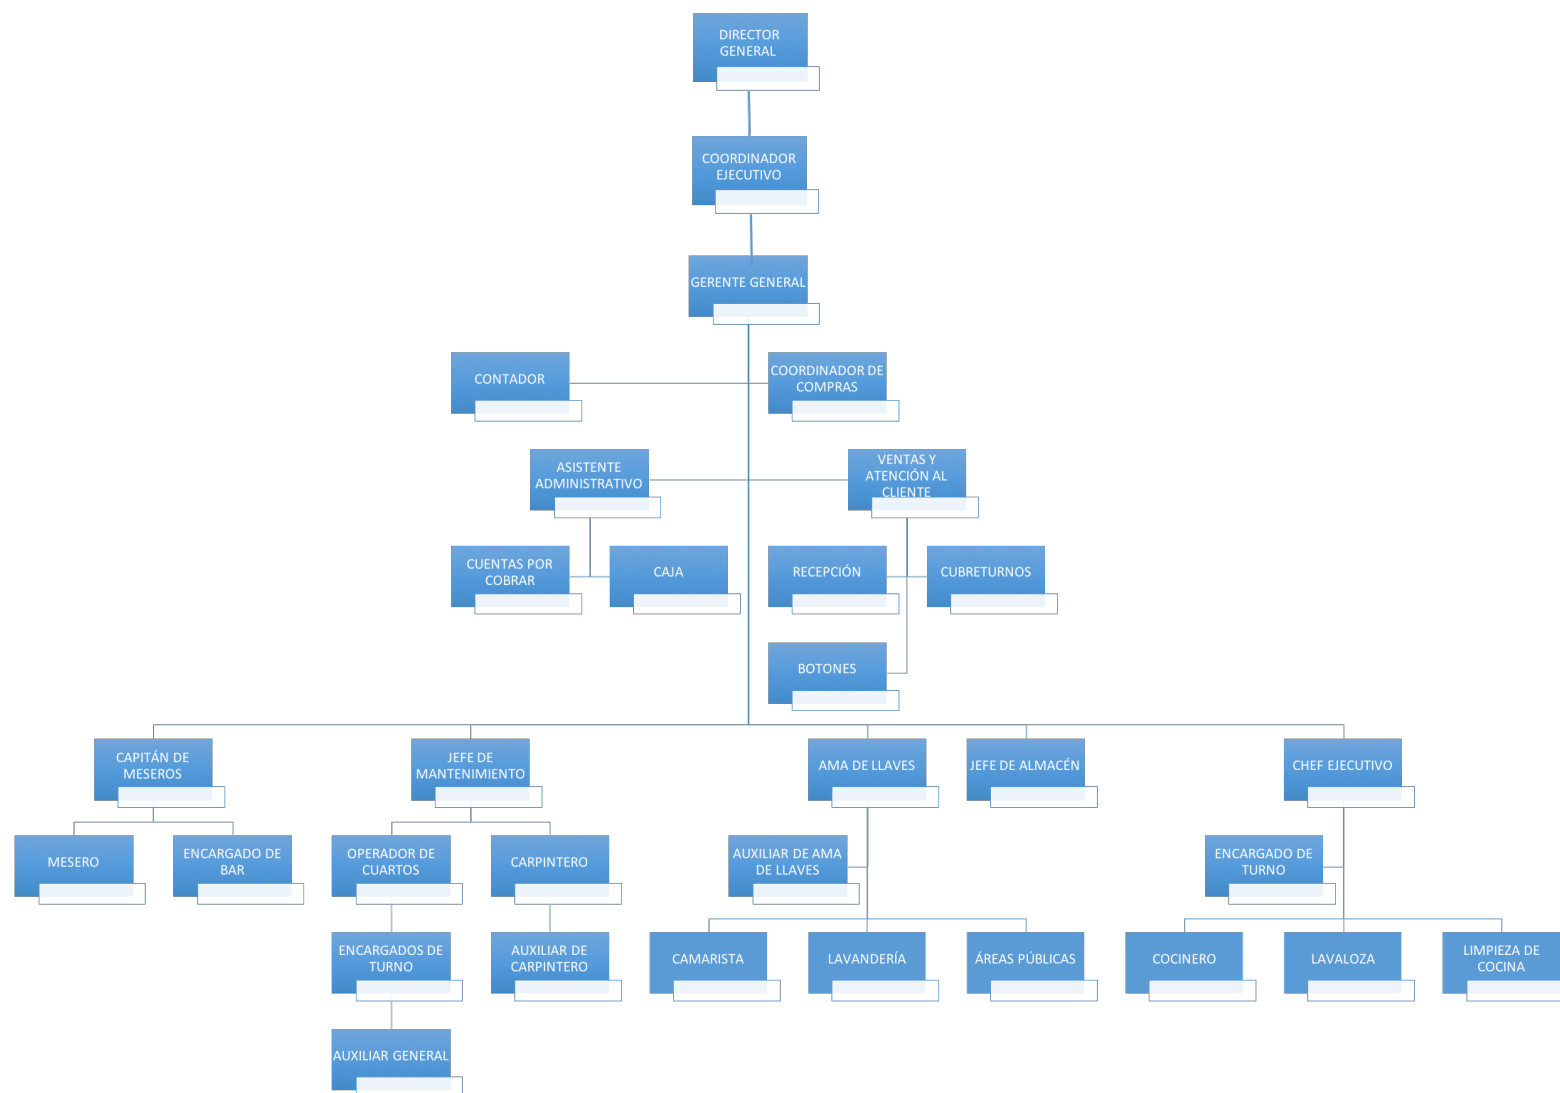 DIRECTOR
GENERAL
COORDINADOR
EJECUTIVO
GERENTE GENERAL
CONTADOR
COORDINADOR DE
COMPRAS
ASISTENTE
ADMINISTRATIVO
VENTAS Y
ATENCIÓN AL
CLIENTE
CUENTAS POR
COBRAR
CAJA
RECEPCIÓN
CUBRETURNOS
BOTONES
CAPITÁN DE
MESEROS
JEFE DE
MANTENIMIENTO
AMA DE LLAVES
JEFE DE ALMACÉN
CHEF EJECUTIVO
MESERO
ENCARGADO DE
BAR
OPERADOR DE
CUARTOS
CARPINTERO
AUXILIAR DE AMA
DE LLAVES
ENCARGADO DE
TURNO
ENCARGADOS DE
TURNO
AUXILIAR DE
CARPINTERO
CAMARISTA
LAVANDERÍA
ÁREAS PÚBLICAS
COCINERO
LAVALOZA
LIMPIEZA DE
COCINA
AUXILIAR GENERAL